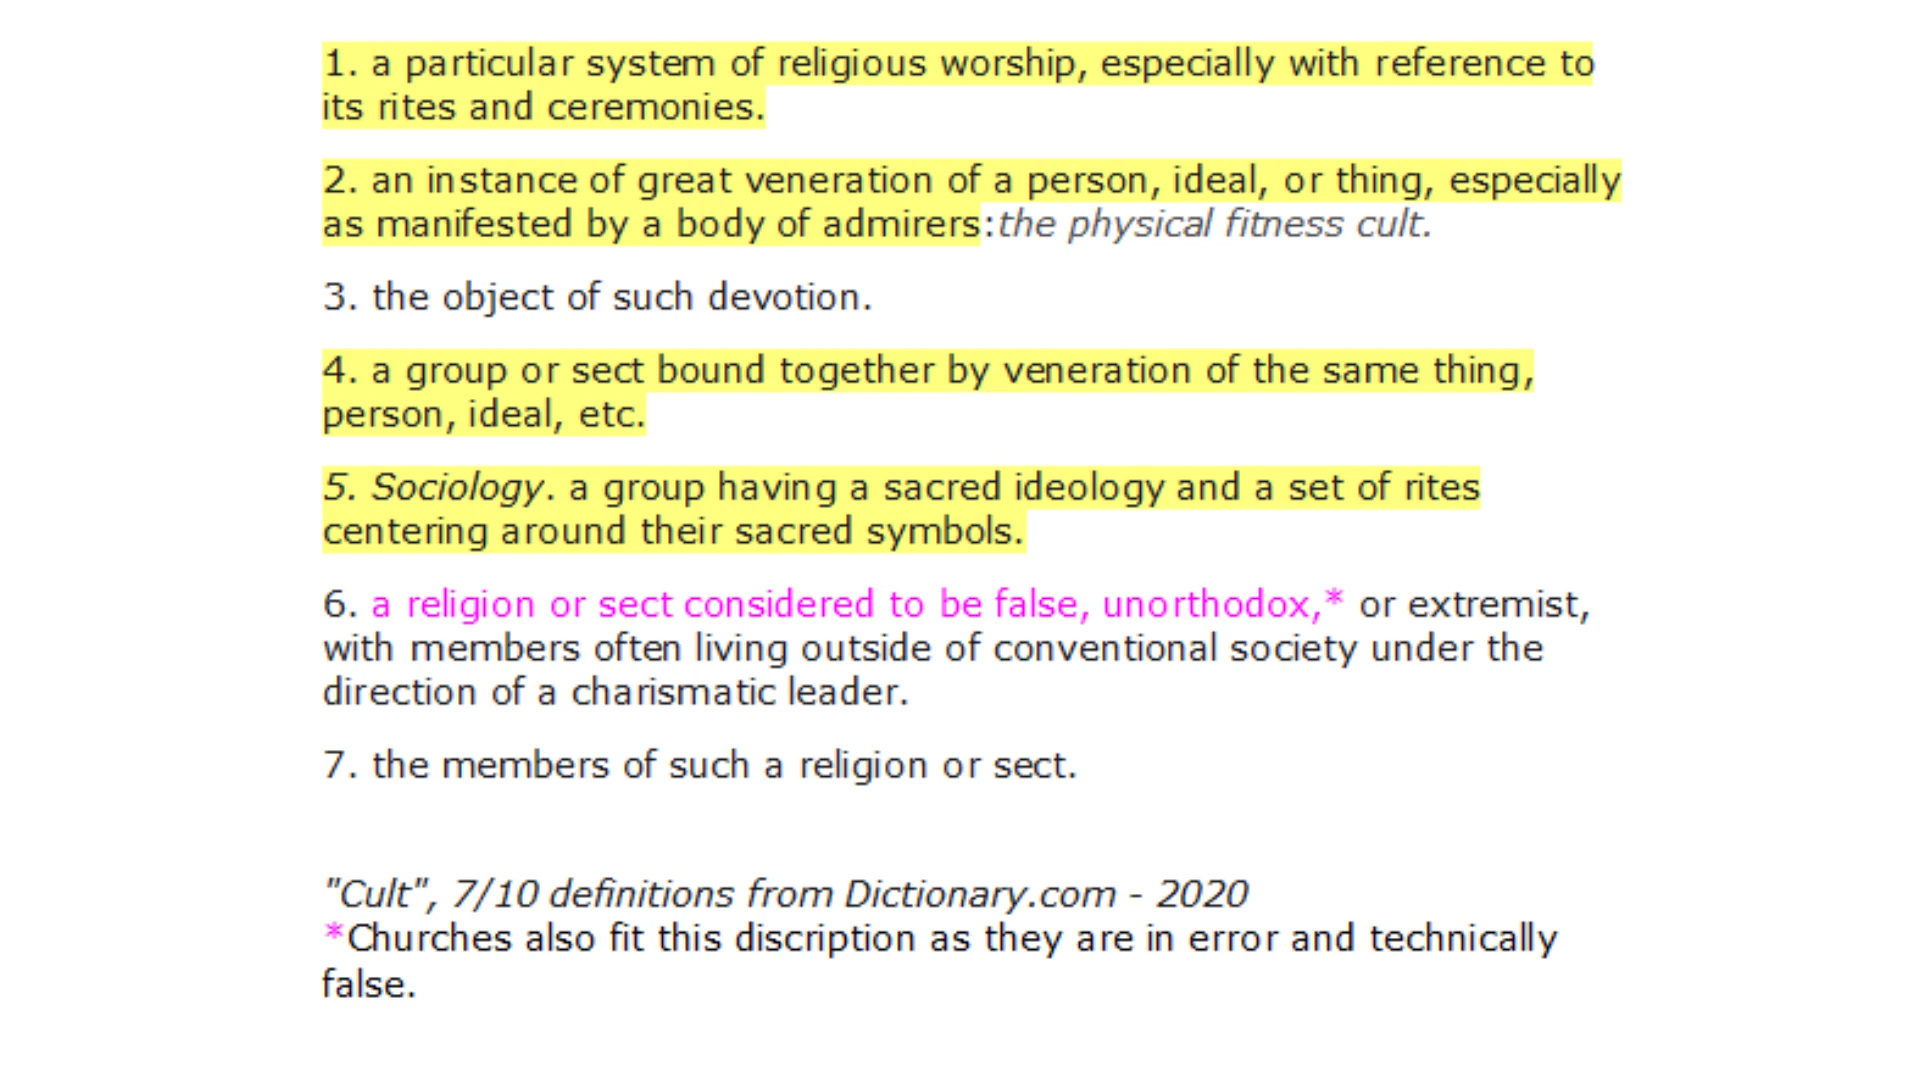 1. a particular system of religious worship, especially with reference to
its rites and ceremonies.
2. an instance of great veneration of a person, ideal, or thing, especially
as manifested by a body of admirers:the physical fitness cult.
3. the object of such devotion.
4. a group or sect bound together by veneration of the same thing,
person, ideal, etc.
5. Sociology. a group having a sacred ideology and a set of rites
centering around their sacred symbols.
6. a religion or sect considered to be false, unorthodox,* or extremist,
with members often living outside of conventional society under the
direction of a charismatic leader.
7. the members of such a religion or sect.
"Cult", 7/10 definitions from Dictionary.com - 2020
*Churches also fit this discription as they are in error and technically
false.